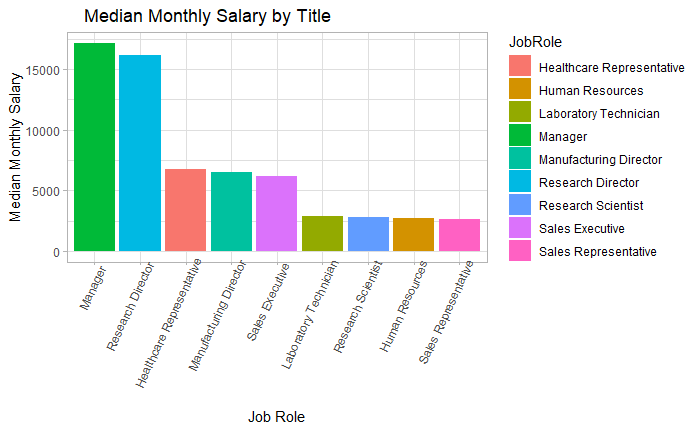 Median Monthly Salary by Title
Median Monthly Salary
15000
10000
5000
0
Manager
Research Director
Healthcare Representative
Manufacturing Director
Sales Executive
Laboratory Technician
Research Scientist
Human Resources
Sales Representative
Job Role
JobRole
Healthcare Representative
Human Resources
Laboratory Technician
Manager
Manufacturing Director
Research Director
Research Scientist
Sales Executive
Sales Representative